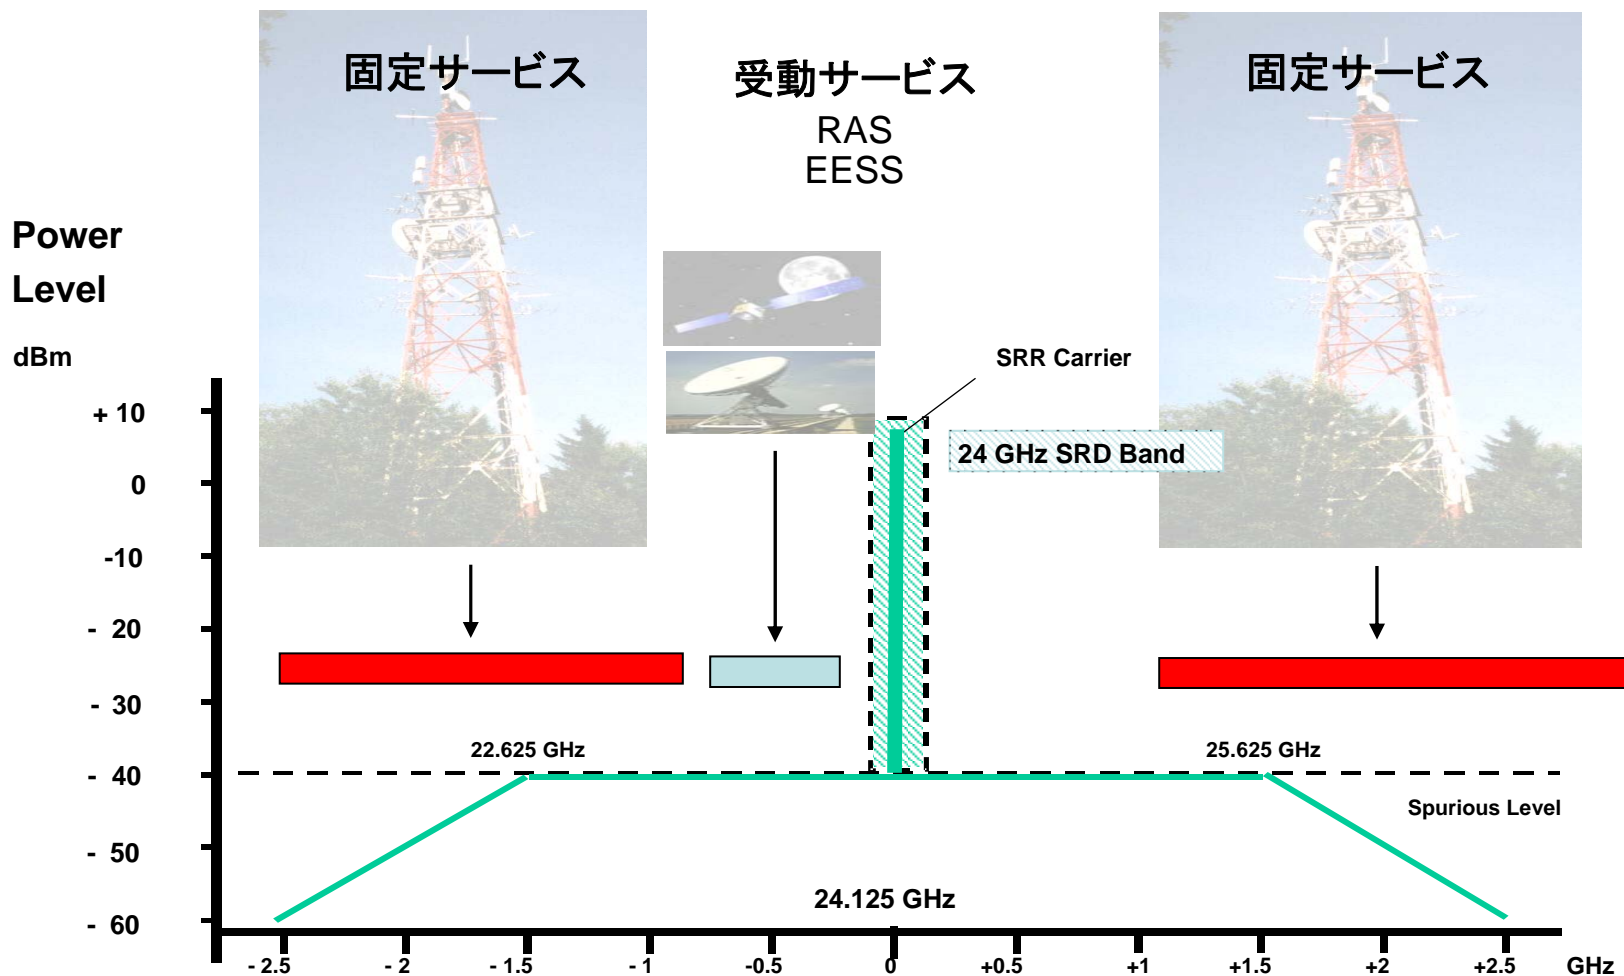 固定サービス
受動サービス
RAS
EESS
固定サービス
Power
Level
dBm
SRR Carrier
24 GHz SRD Band
+ 10
0
-10
- 20
- 30
- 40
- 50
- 60
22.625 GHz
25.625 GHz
Spurious Level
24.125 GHz
- 2.5
- 2
- 1.5
- 1
-0.5
0
+0.5
+1
+1.5
+2
+2.5
GHz